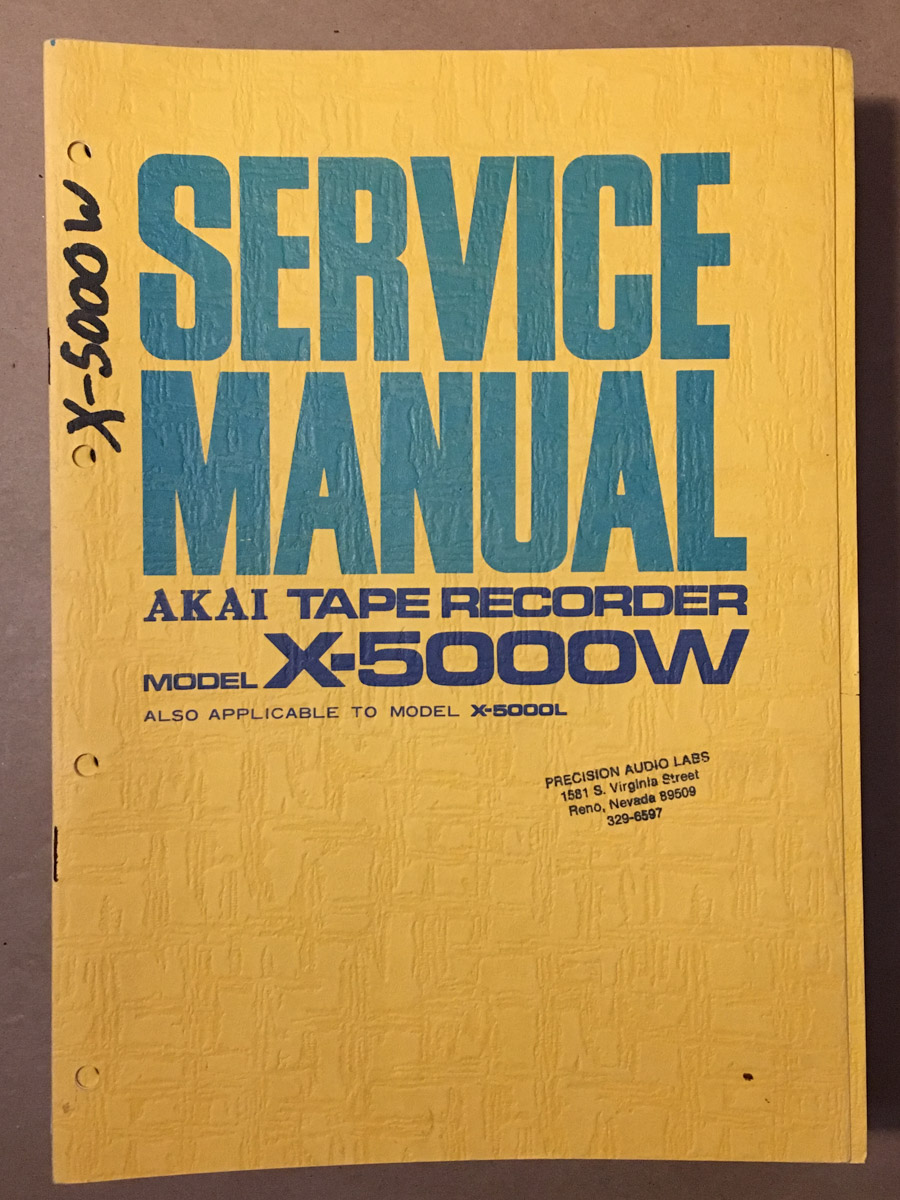 SERVICE
MANUAL
AKAI TAPE RECORDER
MODEL X-5000W
ALSO APPLICABLE TO MODEL X-5000L
PRECISION AUDIO LABS
1581 S. Virginia Street
Reno, Nevada 89509
329-6597
X-5000W